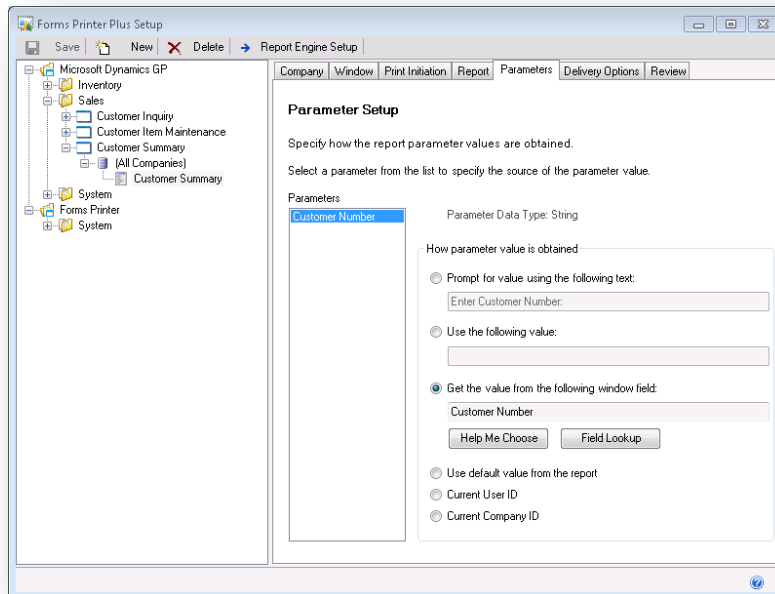 Forms Printer Plus Setup
Save New Delete Report Engine Setup
Microsoft Dynamics GP
Inventory
Sales
Customer Inquiry
Customer Item Maintenance
Customer Summary
(All Companies)
Customer Summary
System
Forms Printer
System
Company Window Print Initiation Report Parameters Delivery Options Review
Parameter Setup
Specify how the report parameter values are obtained.
Select a parameter from the list to specify the source of the parameter value.
Parameters
Customer Number
Parameter Data Type: String
How parameter value is obtained
Prompt for value using the following text:
Enter Customer Number:
Use the following value:
Get the value from the following window field:
Customer Number
Help Me Choose Field Lookup
Use default value from the report
Current User ID
Current Company ID